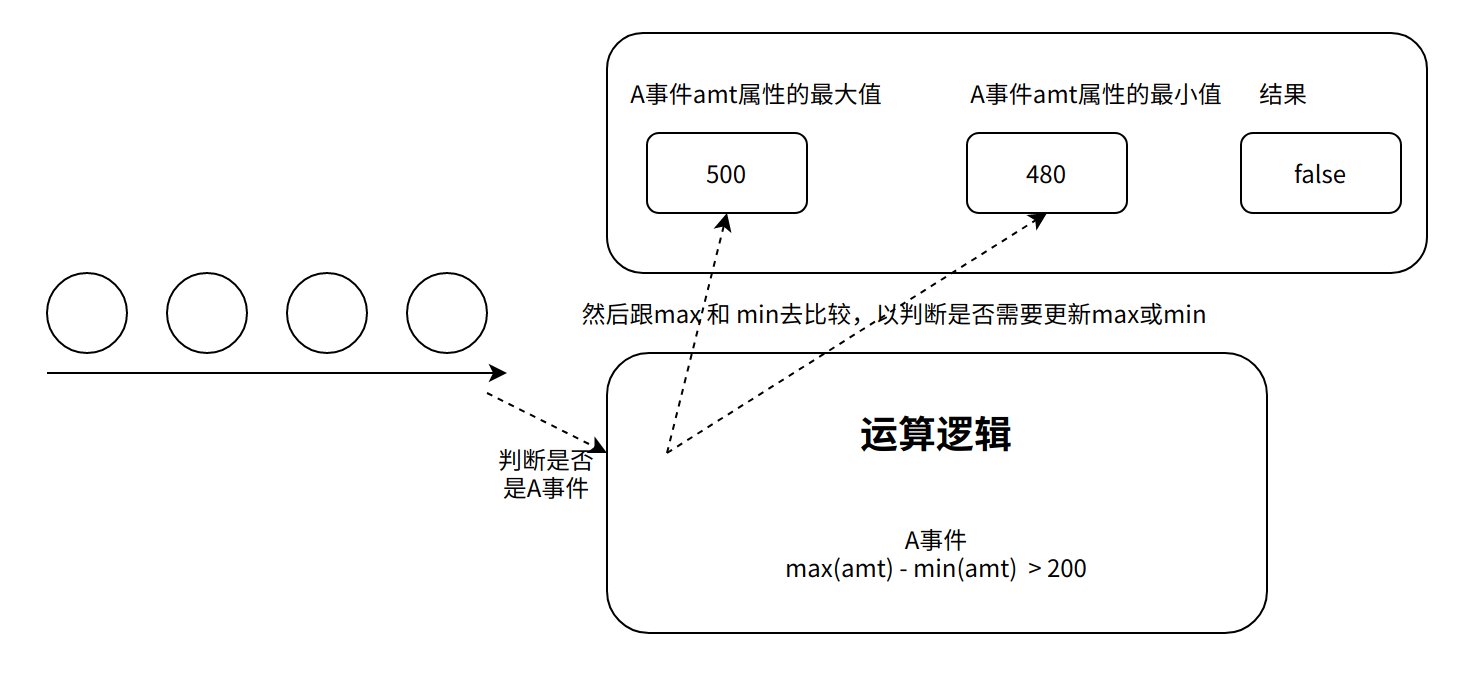 A事件amt属性的最大值
A事件amt属性的最小值
结果
500
480
false
然后跟max 和 min去比较，以判断是否需要更新max或min
判断是否
是A事件
运算逻辑
A事件
max(amt) - min(amt) > 200